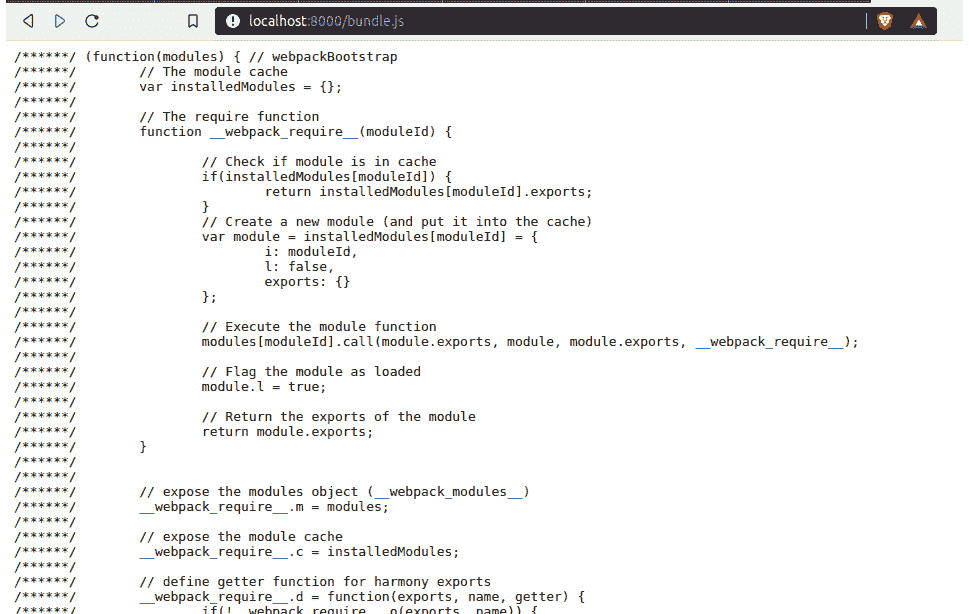 localhost:8000/bundle.js
/******/ (function(modules) { // webpackBootstrap
/******/ 	// The module cache
/******/ 	var installedModules = {};
/******/
/******/ 	// The require function
/******/ 	function __webpack_require__(moduleId) {
/******/
/******/ 		// Check if module is in cache
/******/ 		if(installedModules[moduleId]) {
/******/ 			return installedModules[moduleId].exports;
/******/ 		}
/******/ 		// Create a new module (and put it into the cache)
/******/ 		var module = installedModules[moduleId] = {
/******/ 			i: moduleId,
/******/ 			l: false,
/******/ 			exports: {}
/******/ 		};
/******/
/******/ 		// Execute the module function
/******/ 		modules[moduleId].call(module.exports, module, module.exports, __webpack_require__);
/******/
/******/ 		// Flag the module as loaded
/******/ 		module.l = true;
/******/
/******/ 		// Return the exports of the module
/******/ 		return module.exports;
/******/ 	}
/******/
/******/
/******/ 	// expose the modules object (__webpack_modules__)
/******/ 	__webpack_require__.m = modules;
/******/
/******/ 	// expose the module cache
/******/ 	__webpack_require__.c = installedModules;
/******/
/******/ 	// define getter function for harmony exports
/******/ 	__webpack_require__.d = function(exports, name, getter) {
/******/ 		if(!__webpack_require__.o(exports, name)) {